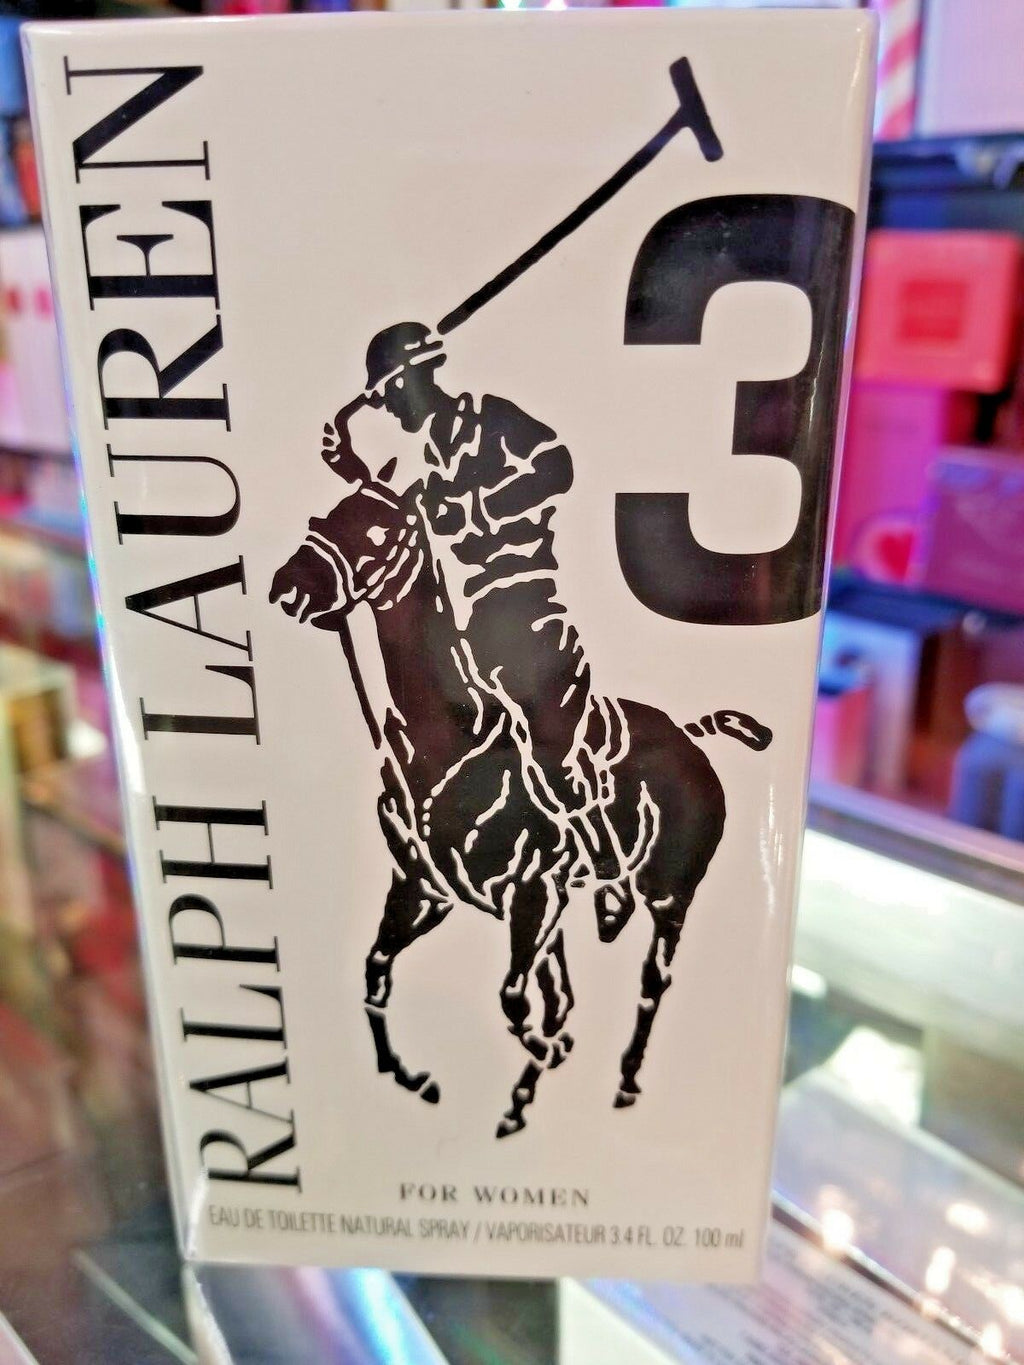 RALPH LAUREN
3
FOR WOMEN
EAU DE TOILETTE NATURAL SPRAY / VAPORISATEUR 3.4 FL. OZ. 100 ml